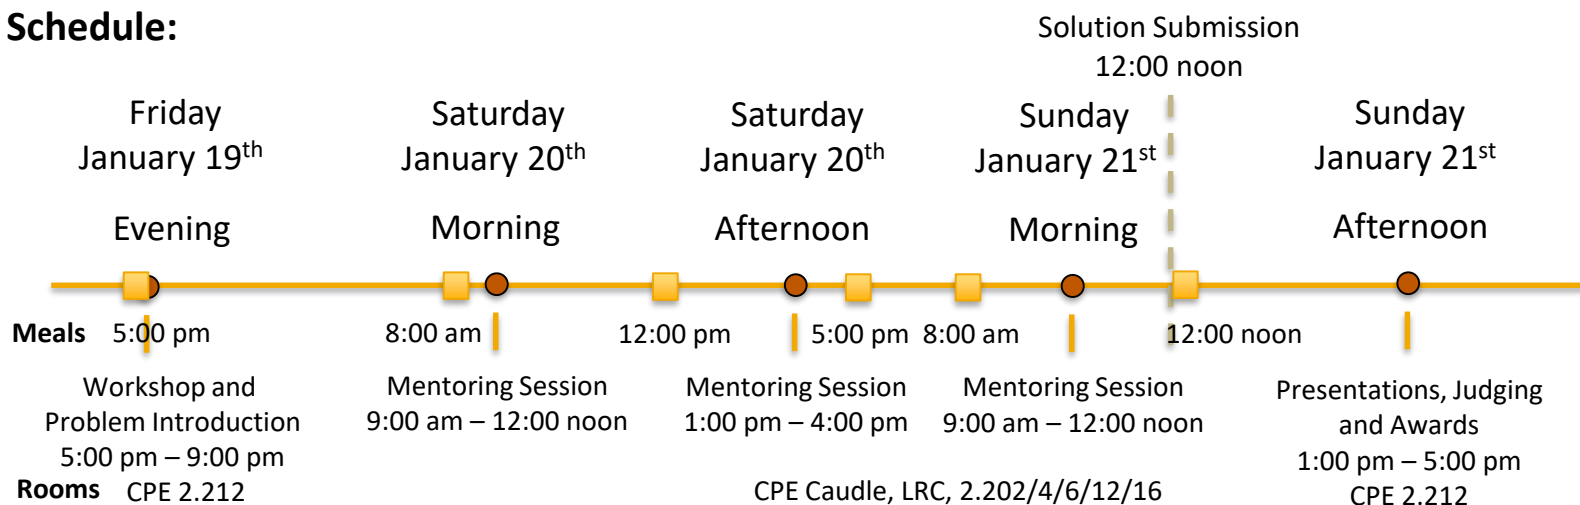 Schedule:
Solution Submission
12:00 noon
Friday
January 19th
Evening
Saturday
January 20th
Morning
Saturday
January 20th
Afternoon
Sunday
January 21st
Morning
Sunday
January 21st
Afternoon
Meals 5:00 pm 8:00 am 12:00 pm 5:00 pm 8:00 am 12:00 noon
Workshop and
Problem Introduction
5:00 pm – 9:00 pm
Mentoring Session
9:00 am – 12:00 noon
Mentoring Session
1:00 pm – 4:00 pm
Mentoring Session
9:00 am – 12:00 noon
Presentations, Judging
and Awards
1:00 pm – 5:00 pm
Rooms CPE 2.212 CPE Caudle, LRC, 2.202/4/6/12/16 CPE 2.212